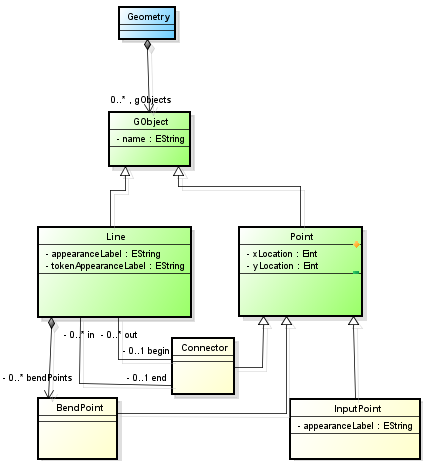 Geometry
0..* , gObjects
GObject
- name : EString
Line
- appearanceLabel : EString
- tokenAppearanceLabel : EString
Point
- xLocation : Eint
- yLocation : Eint
- 0..* in - 0..* out
- 0..1 begin
Connector
- 0..* bendPoints
- 0..1 end
BendPoint
InputPoint
- appearanceLabel : EString